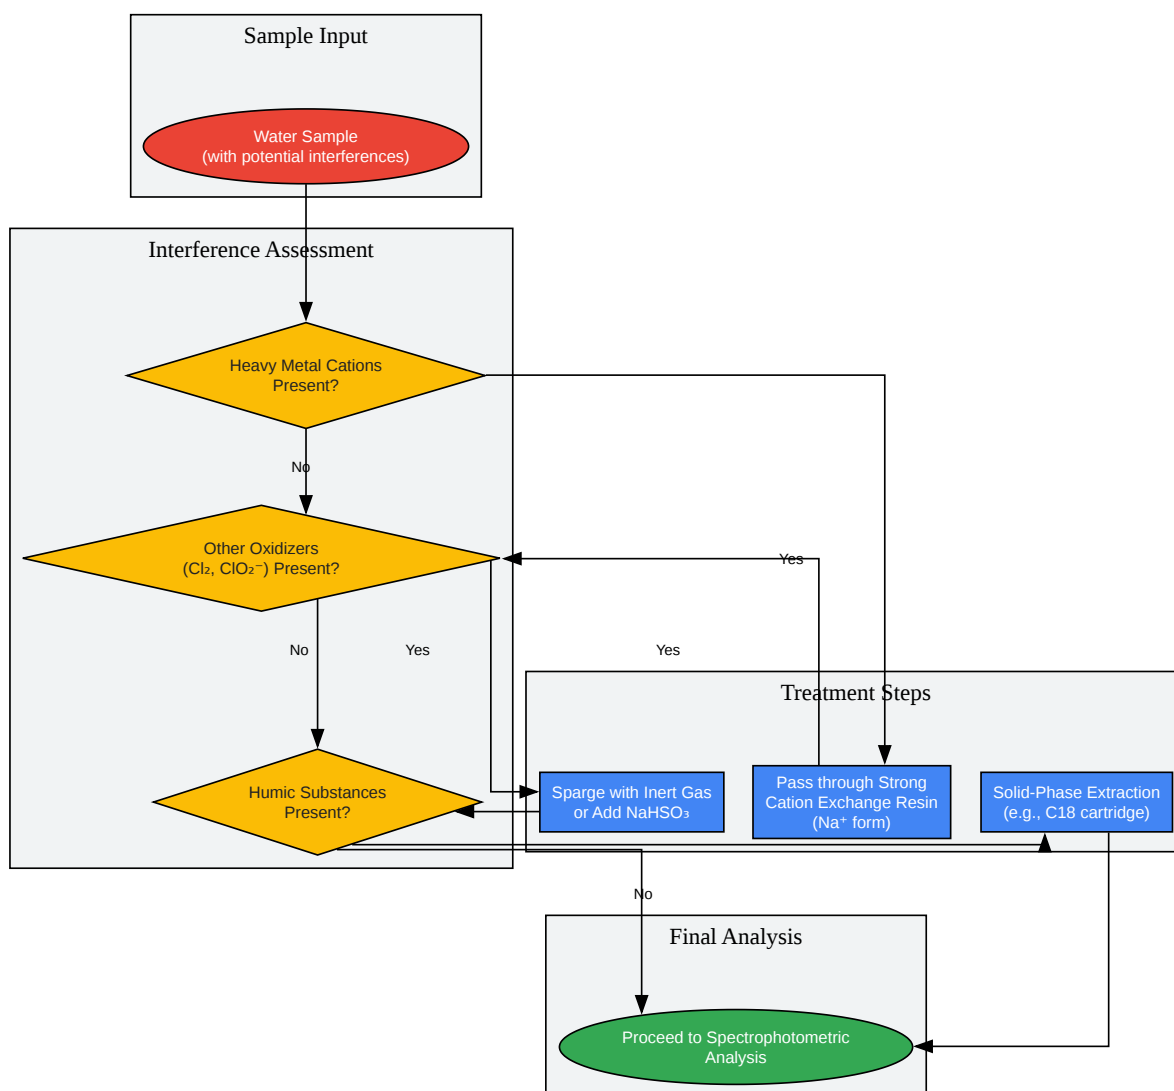 Sample Input
Water Sample
(with potential interferences)
Interference Assessment
Heavy Metal Cations
Present?
No
Other Oxidizers
(Cl₂, ClO₂⁻) Present?
Yes
No
Yes
Yes
Treatment Steps
Humic Substances
Present?
Sparge with Inert Gas
or Add NaHSO₃
Pass through Strong
Cation Exchange Resin
(Na⁺ form)
Solid-Phase Extraction
(e.g., C18 cartridge)
No
Final Analysis
Proceed to Spectrophotometric
Analysis